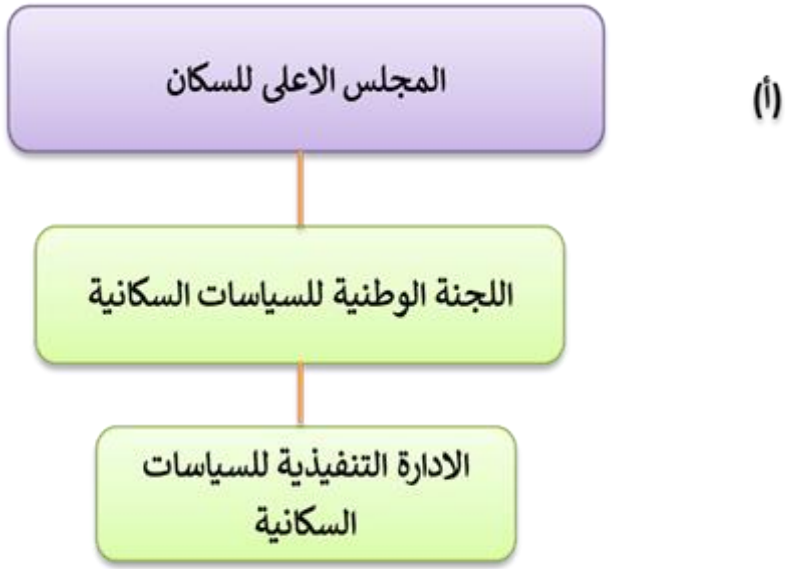 المجلس الاعلى للسكان
(أ)
اللجنة الوطنية للسياسات السكانية
الادارة التنفيذية للسياسات
السكانية